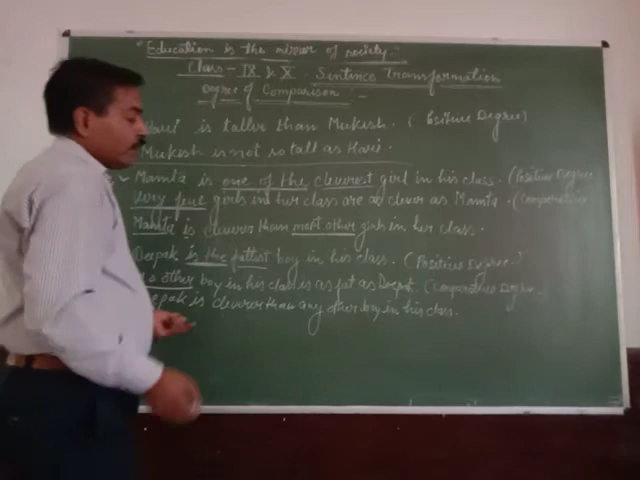 "Education is the mirror of society."
Class - IX & X - Sentince Transformation
Degree of Comparison -
Hari is taller than Mukesh. (Positive Degree)
Mukesh is not so tall as Hari.
Mamta is one of the cleverest girl in his class. (Positive Degree
Very few girls in her class are as clever as Mamta. (Comparative
Mamta is clever than most other girls in her class.
Deepak is the fattest boy in his class. (Positive Degree.)
No other boy in his class is as fat as Deepak. (Comparative Degree)
Deepak is cleverer than any other boy in his class.